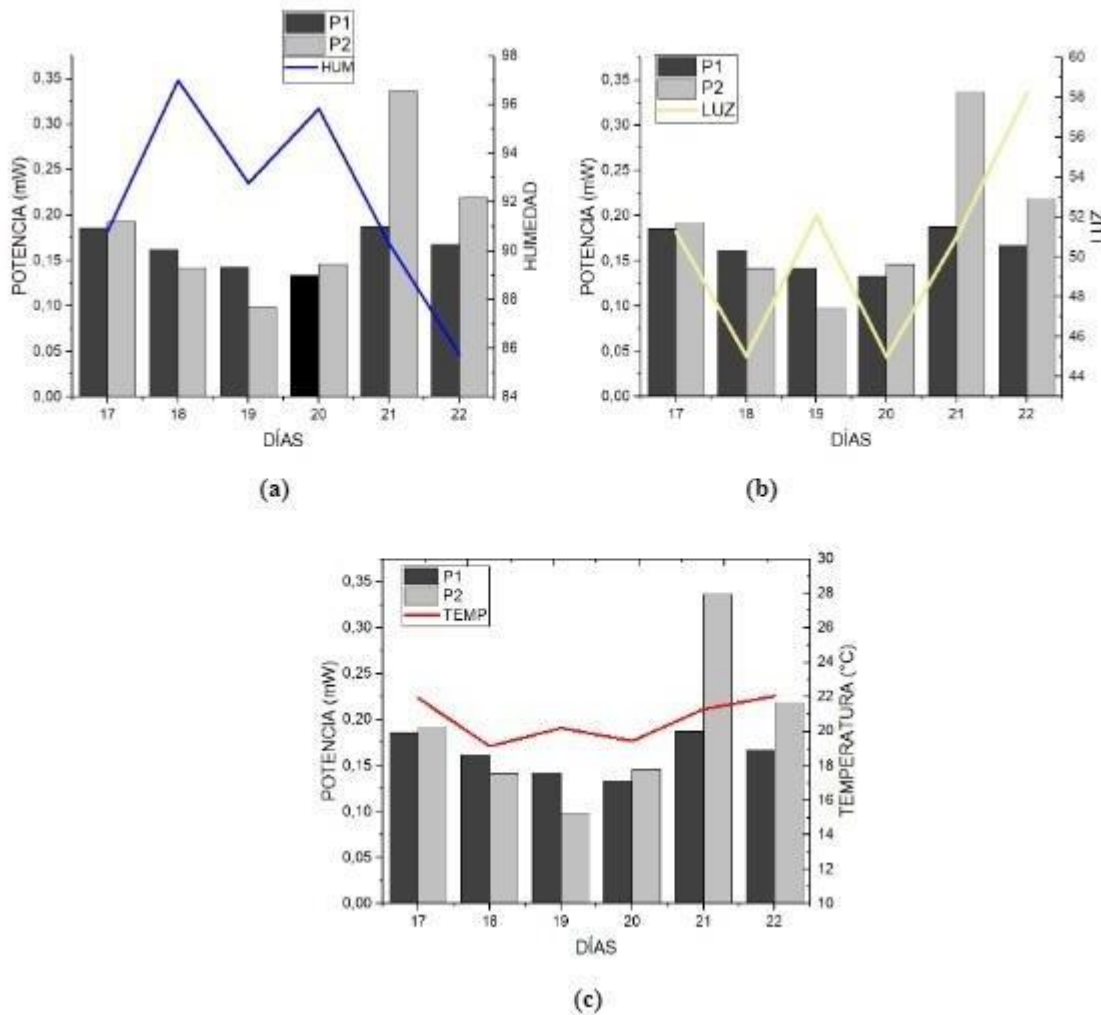 P1
P2
HUM
0,35
0,30
0,25
0,20
0,15
0,10
0,05
0,00
POTENCIA (mW)
98
96
94
92
90
88
86
84
HUMEDAD
17 18 19 20 21 22
DÍAS
(a)
P1
P2
LUZ
0,35
0,30
0,25
0,20
0,15
0,10
0,05
0,00
POTENCIA (mW)
60
58
56
54
52
50
48
46
44
LUZ
17 18 19 20 21 22
DÍAS
(b)
P1
P2
TEMP
0,35
0,30
0,25
0,20
0,15
0,10
0,05
0,00
POTENCIA (mW)
30
28
26
24
22
20
18
16
14
12
10
TEMPERATURA (°C)
17 18 19 20 21 22
DÍAS
(c)